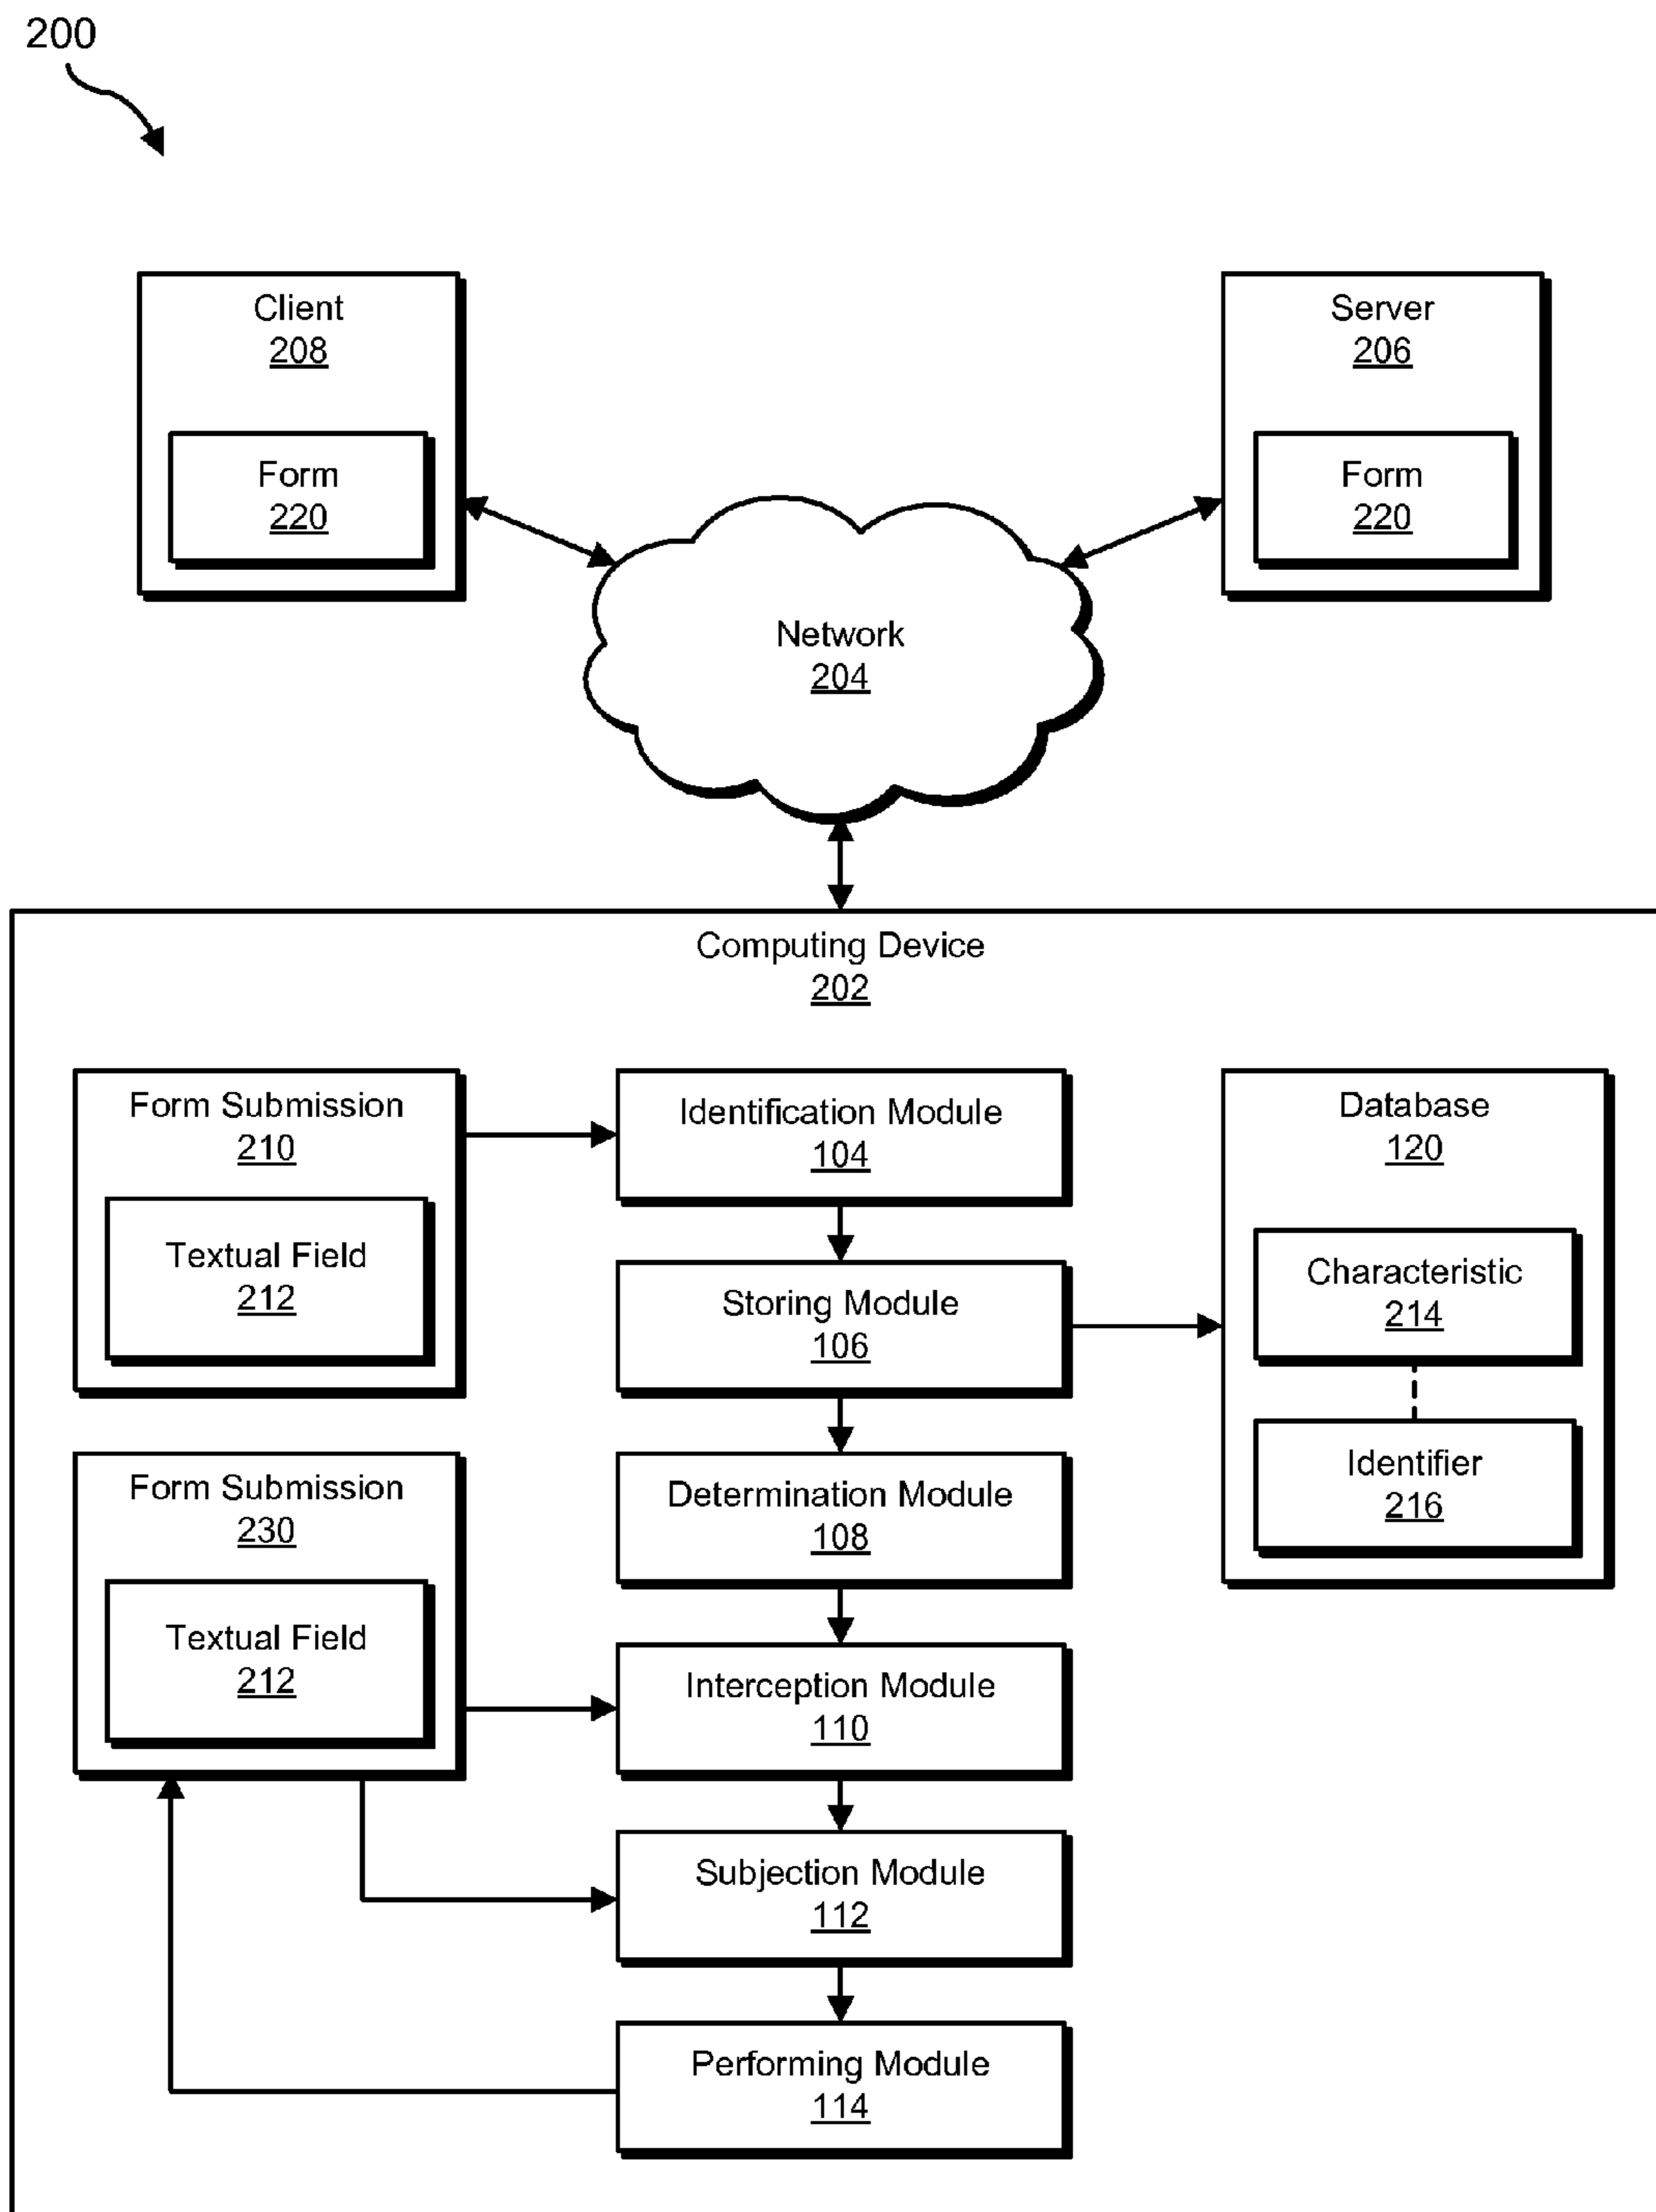 200
Client
208
Form
220
Server
206
Form
220
Network
204
Computing Device
202
Form Submission
210
Textual Field
212
Identification Module
104
Database
120
Storing Module
106
Characteristic
214
Identifier
216
Form Submission
230
Textual Field
212
Determination Module
108
Interception Module
110
Subjection Module
112
Performing Module
114